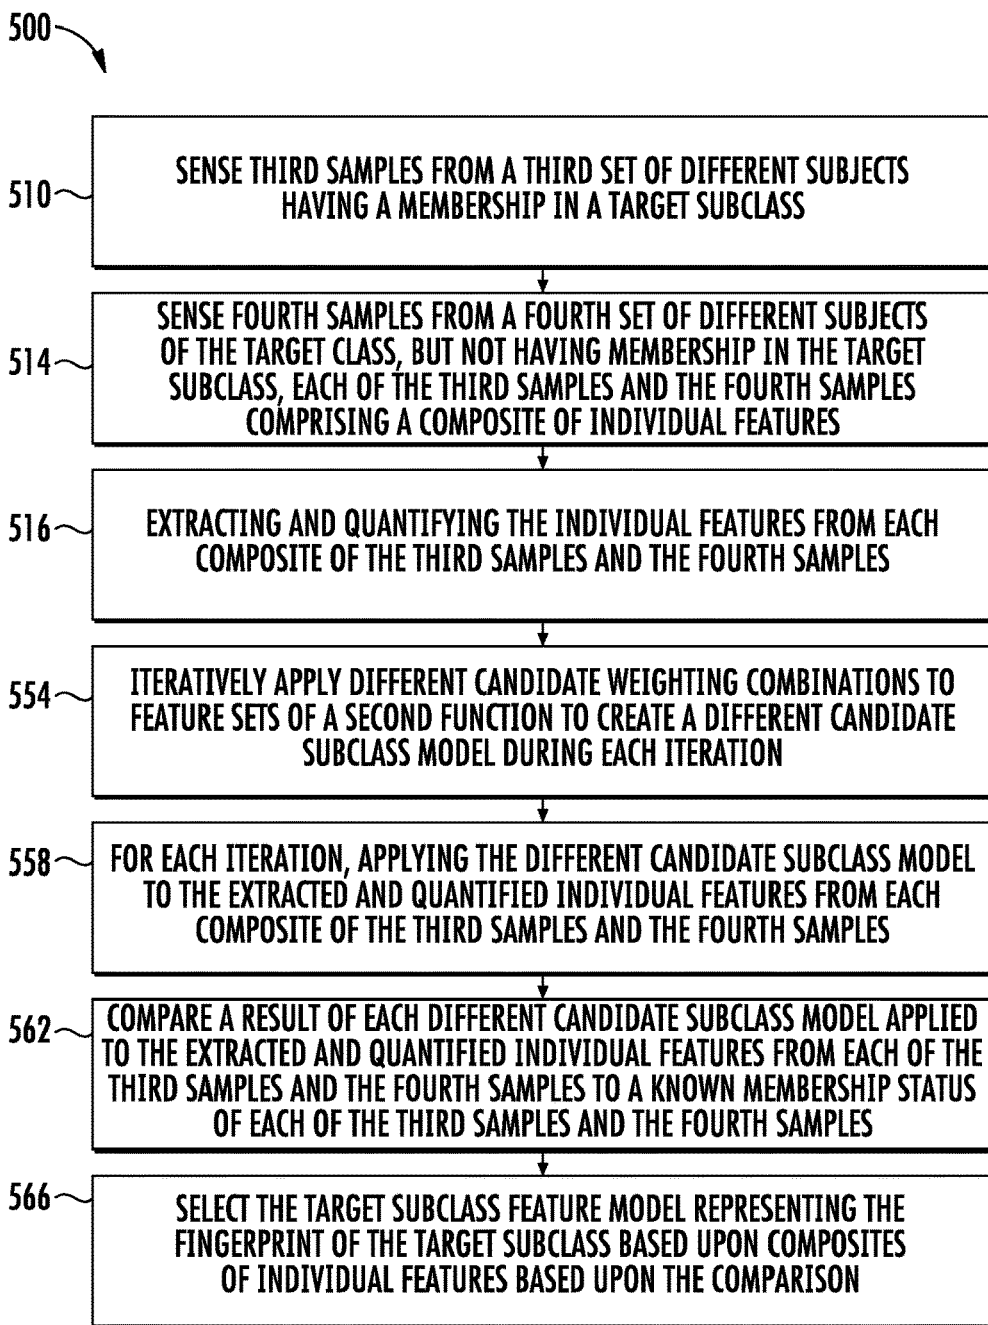 500
510
SENSE THIRD SAMPLES FROM A THIRD SET OF DIFFERENT SUBJECTS
HAVING A MEMBERSHIP IN A TARGET SUBCLASS
514
SENSE FOURTH SAMPLES FROM A FOURTH SET OF DIFFERENT SUBJECTS
OF THE TARGET CLASS, BUT NOT HAVING MEMBERSHIP IN THE TARGET
SUBCLASS, EACH OF THE THIRD SAMPLES AND THE FOURTH SAMPLES
COMPRISING A COMPOSITE OF INDIVIDUAL FEATURES
516
EXTRACTING AND QUANTIFYING THE INDIVIDUAL FEATURES FROM EACH
COMPOSITE OF THE THIRD SAMPLES AND THE FOURTH SAMPLES
554
ITERATIVELY APPLY DIFFERENT CANDIDATE WEIGHTING COMBINATIONS TO
FEATURE SETS OF A SECOND FUNCTION TO CREATE A DIFFERENT CANDIDATE
SUBCLASS MODEL DURING EACH ITERATION
558
FOR EACH ITERATION, APPLYING THE DIFFERENT CANDIDATE SUBCLASS MODEL
TO THE EXTRACTED AND QUANTIFIED INDIVIDUAL FEATURES FROM EACH
COMPOSITE OF THE THIRD SAMPLES AND THE FOURTH SAMPLES
562
COMPARE A RESULT OF EACH DIFFERENT CANDIDATE SUBCLASS MODEL APPLIED
TO THE EXTRACTED AND QUANTIFIED INDIVIDUAL FEATURES FROM EACH OF THE
THIRD SAMPLES AND THE FOURTH SAMPLES TO A KNOWN MEMBERSHIP STATUS
OF EACH OF THE THIRD SAMPLES AND THE FOURTH SAMPLES
566
SELECT THE TARGET SUBCLASS FEATURE MODEL REPRESENTING THE
FINGERPRINT OF THE TARGET SUBCLASS BASED UPON COMPOSITES
OF INDIVIDUAL FEATURES BASED UPON THE COMPARISON